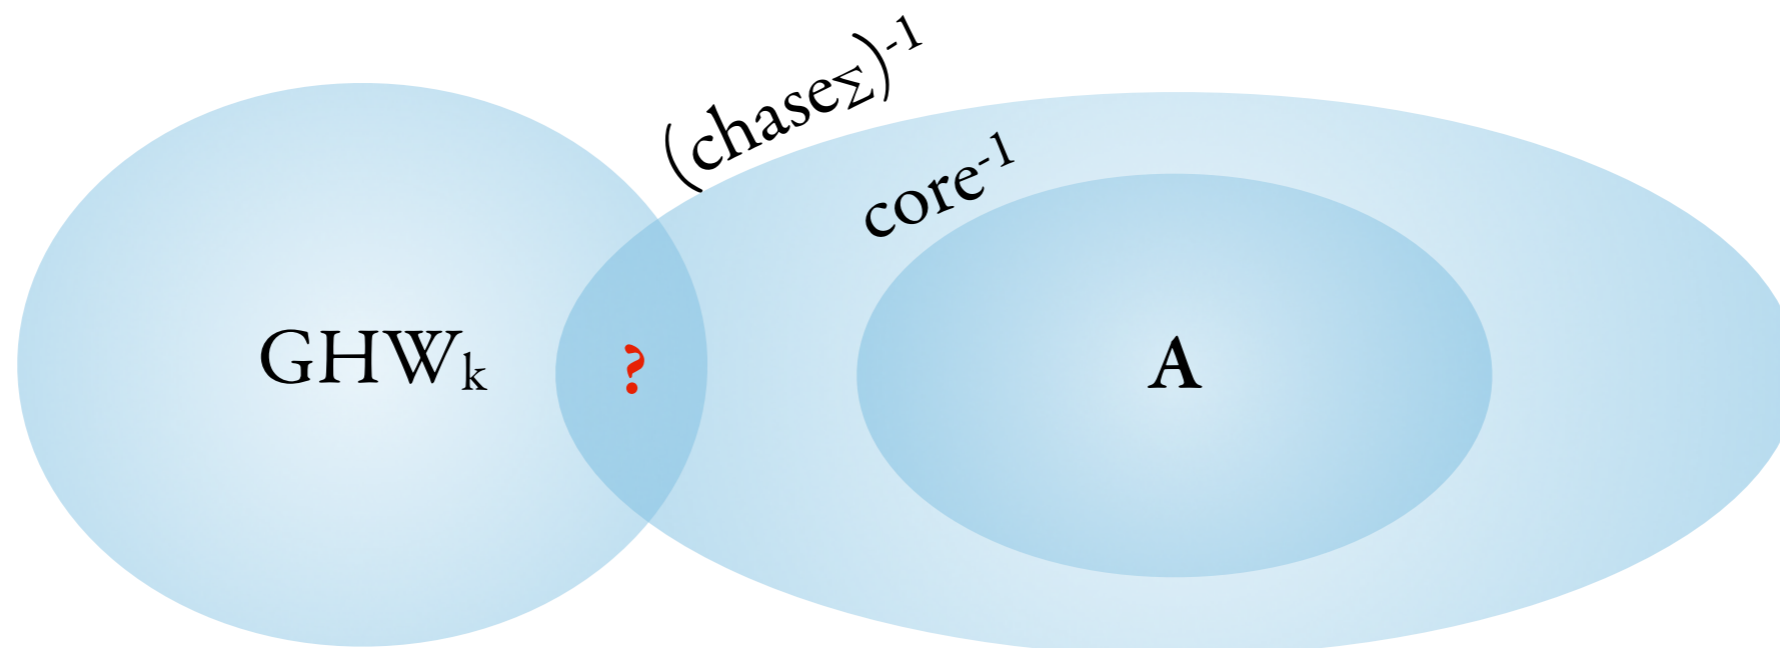 (chaseΣ)⁻¹
core⁻¹
GHWₖ
?
A